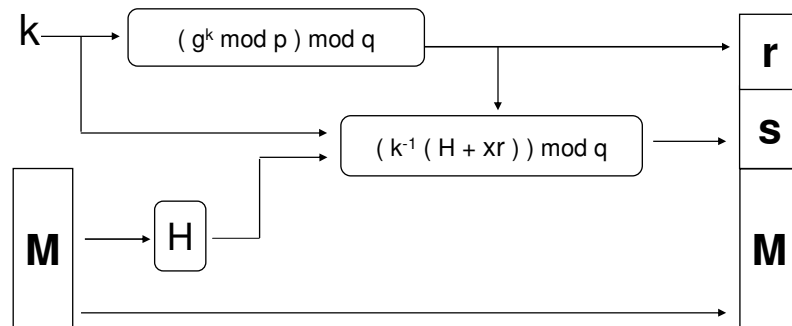 k
( g^k mod p ) mod q
r
s
( k^-1 ( H + xr ) ) mod q
M
H
M